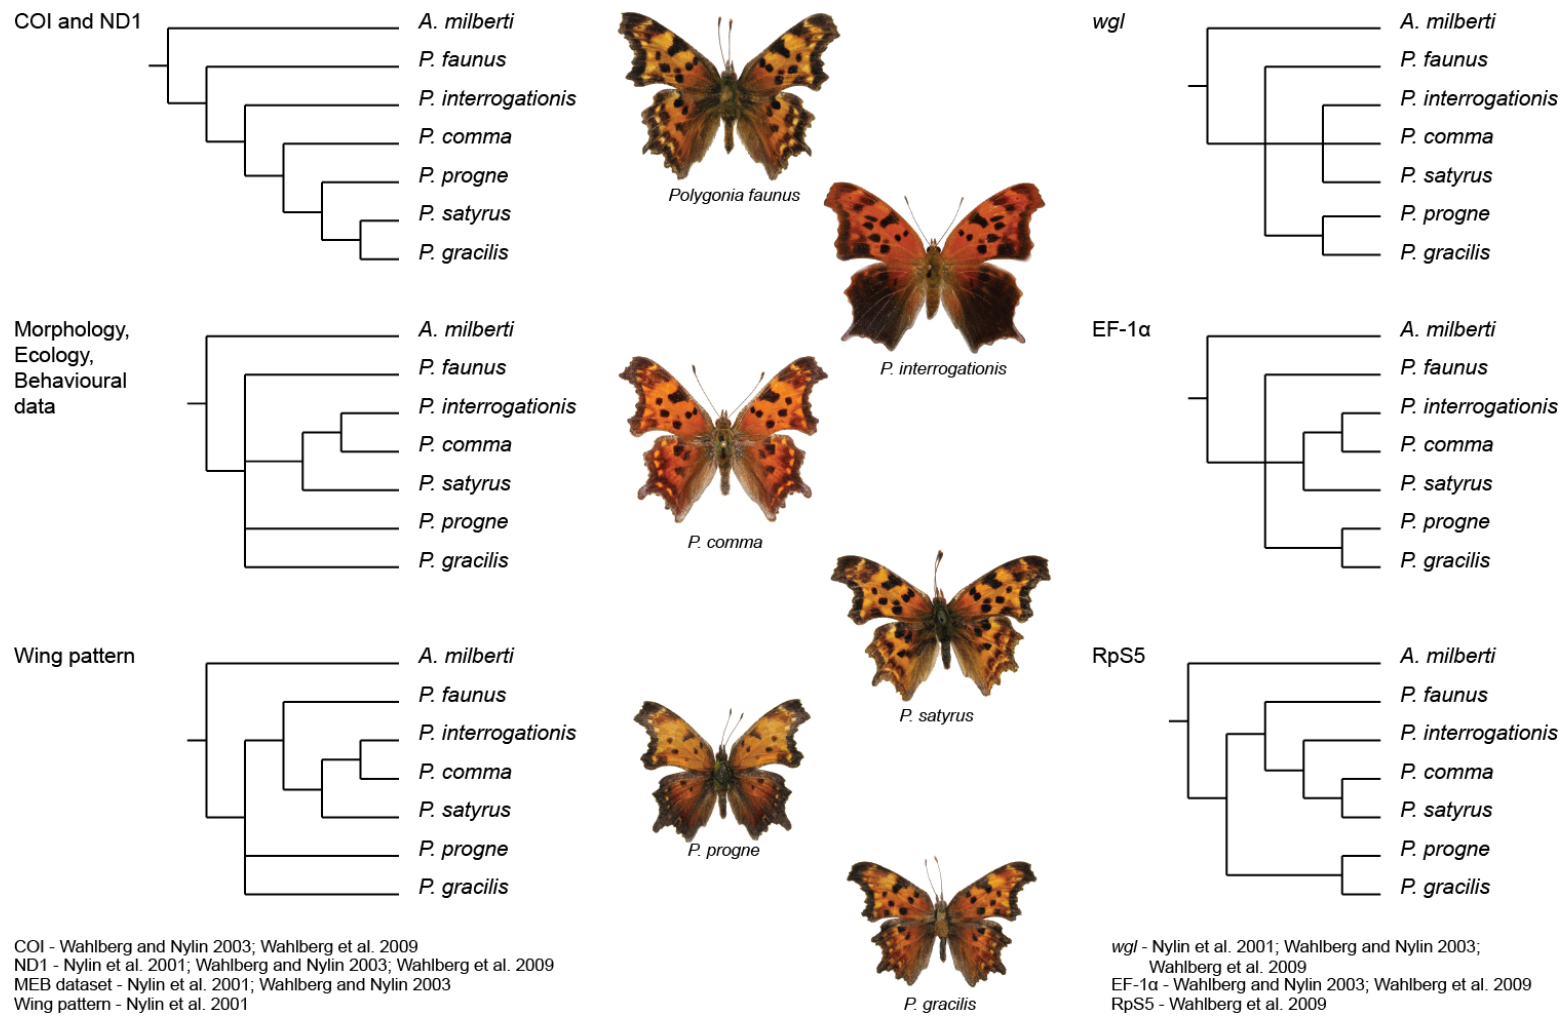 COI and ND1
A. milberti
P. faunus
P. interrogationis
P. comma
P. progne
P. satyrus
P. gracilis
Morphology,
Ecology,
Behavioural
data
A. milberti
P. faunus
P. interrogationis
P. comma
P. satyrus
P. progne
P. gracilis
Wing pattern
A. milberti
P. faunus
P. interrogationis
P. comma
P. satyrus
P. progne
P. gracilis
COI - Wahlberg and Nylin 2003; Wahlberg et al. 2009
ND1 - Nylin et al. 2001; Wahlberg and Nylin 2003; Wahlberg et al. 2009
MEB dataset - Nylin et al. 2001; Wahlberg and Nylin 2003
Wing pattern - Nylin et al. 2001
Polygonia faunus
P. interrogationis
P. comma
P. satyrus
P. progne
P. gracilis
wgl
A. milberti
P. faunus
P. interrogationis
P. comma
P. satyrus
P. progne
P. gracilis
EF-1α
A. milberti
P. faunus
P. interrogationis
P. comma
P. satyrus
P. progne
P. gracilis
RpS5
A. milberti
P. faunus
P. interrogationis
P. comma
P. satyrus
P. progne
P. gracilis
wgl - Nylin et al. 2001; Wahlberg and Nylin 2003;
Wahlberg et al. 2009
EF-1α - Wahlberg and Nylin 2003; Wahlberg et al. 2009
RpS5 - Wahlberg et al. 2009